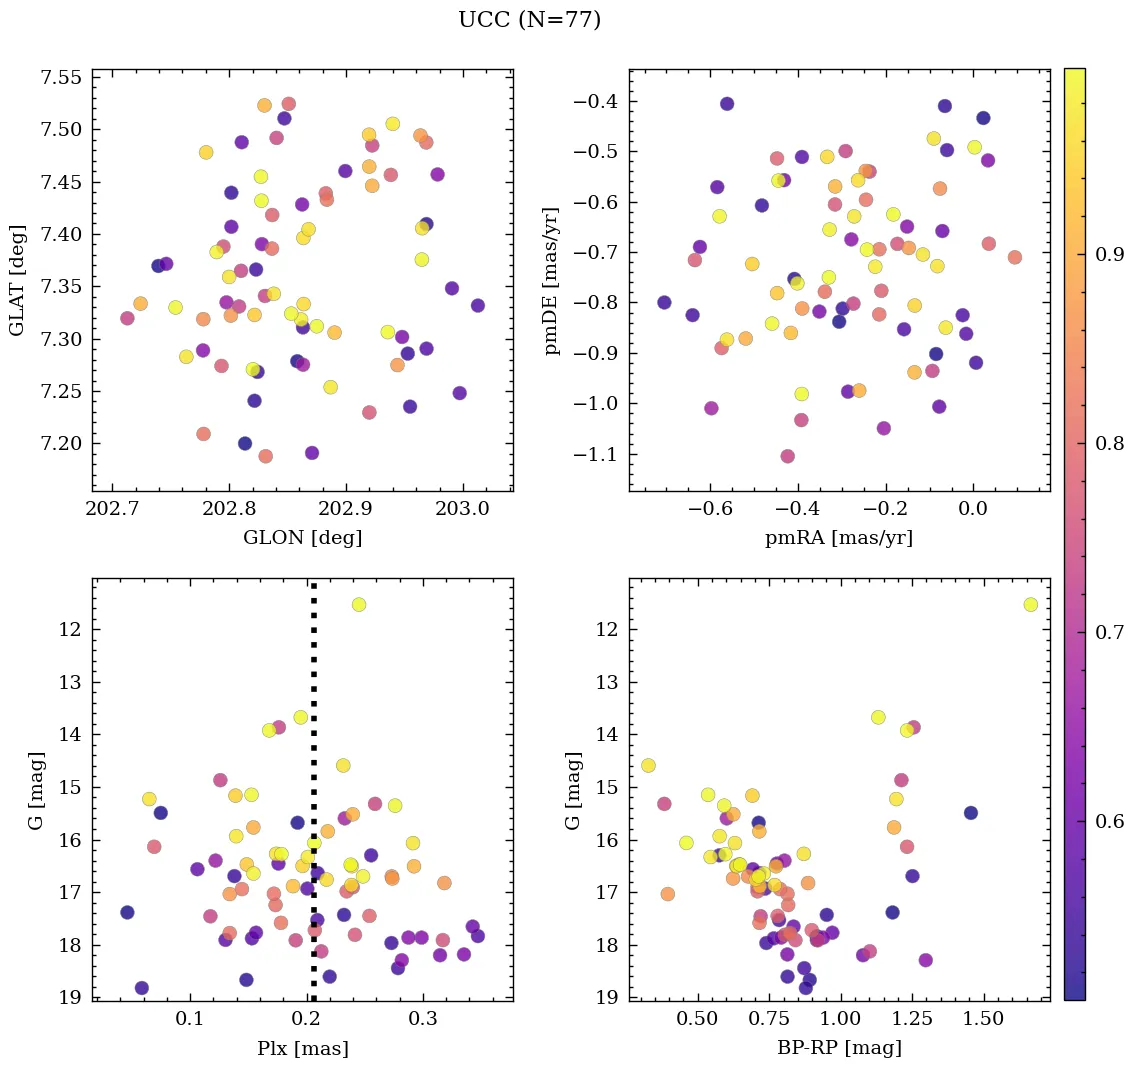 UCC (N=77)
7.55
7.50
7.45
7.40
7.35
7.30
7.25
7.20
GLAT [deg]
202.7 202.8 202.9 203.0
GLON [deg]
−0.4
−0.5
−0.6
−0.7
−0.8
−0.9
−1.0
−1.1
pmDE [mas/yr]
−0.6 −0.4 −0.2 0.0
pmRA [mas/yr]
12
13
14
15
16
17
18
19
G [mag]
0.1 0.2 0.3
Plx [mas]
12
13
14
15
16
17
18
19
G [mag]
0.50 0.75 1.00 1.25 1.50
BP-RP [mag]
0.9
0.8
0.7
0.6